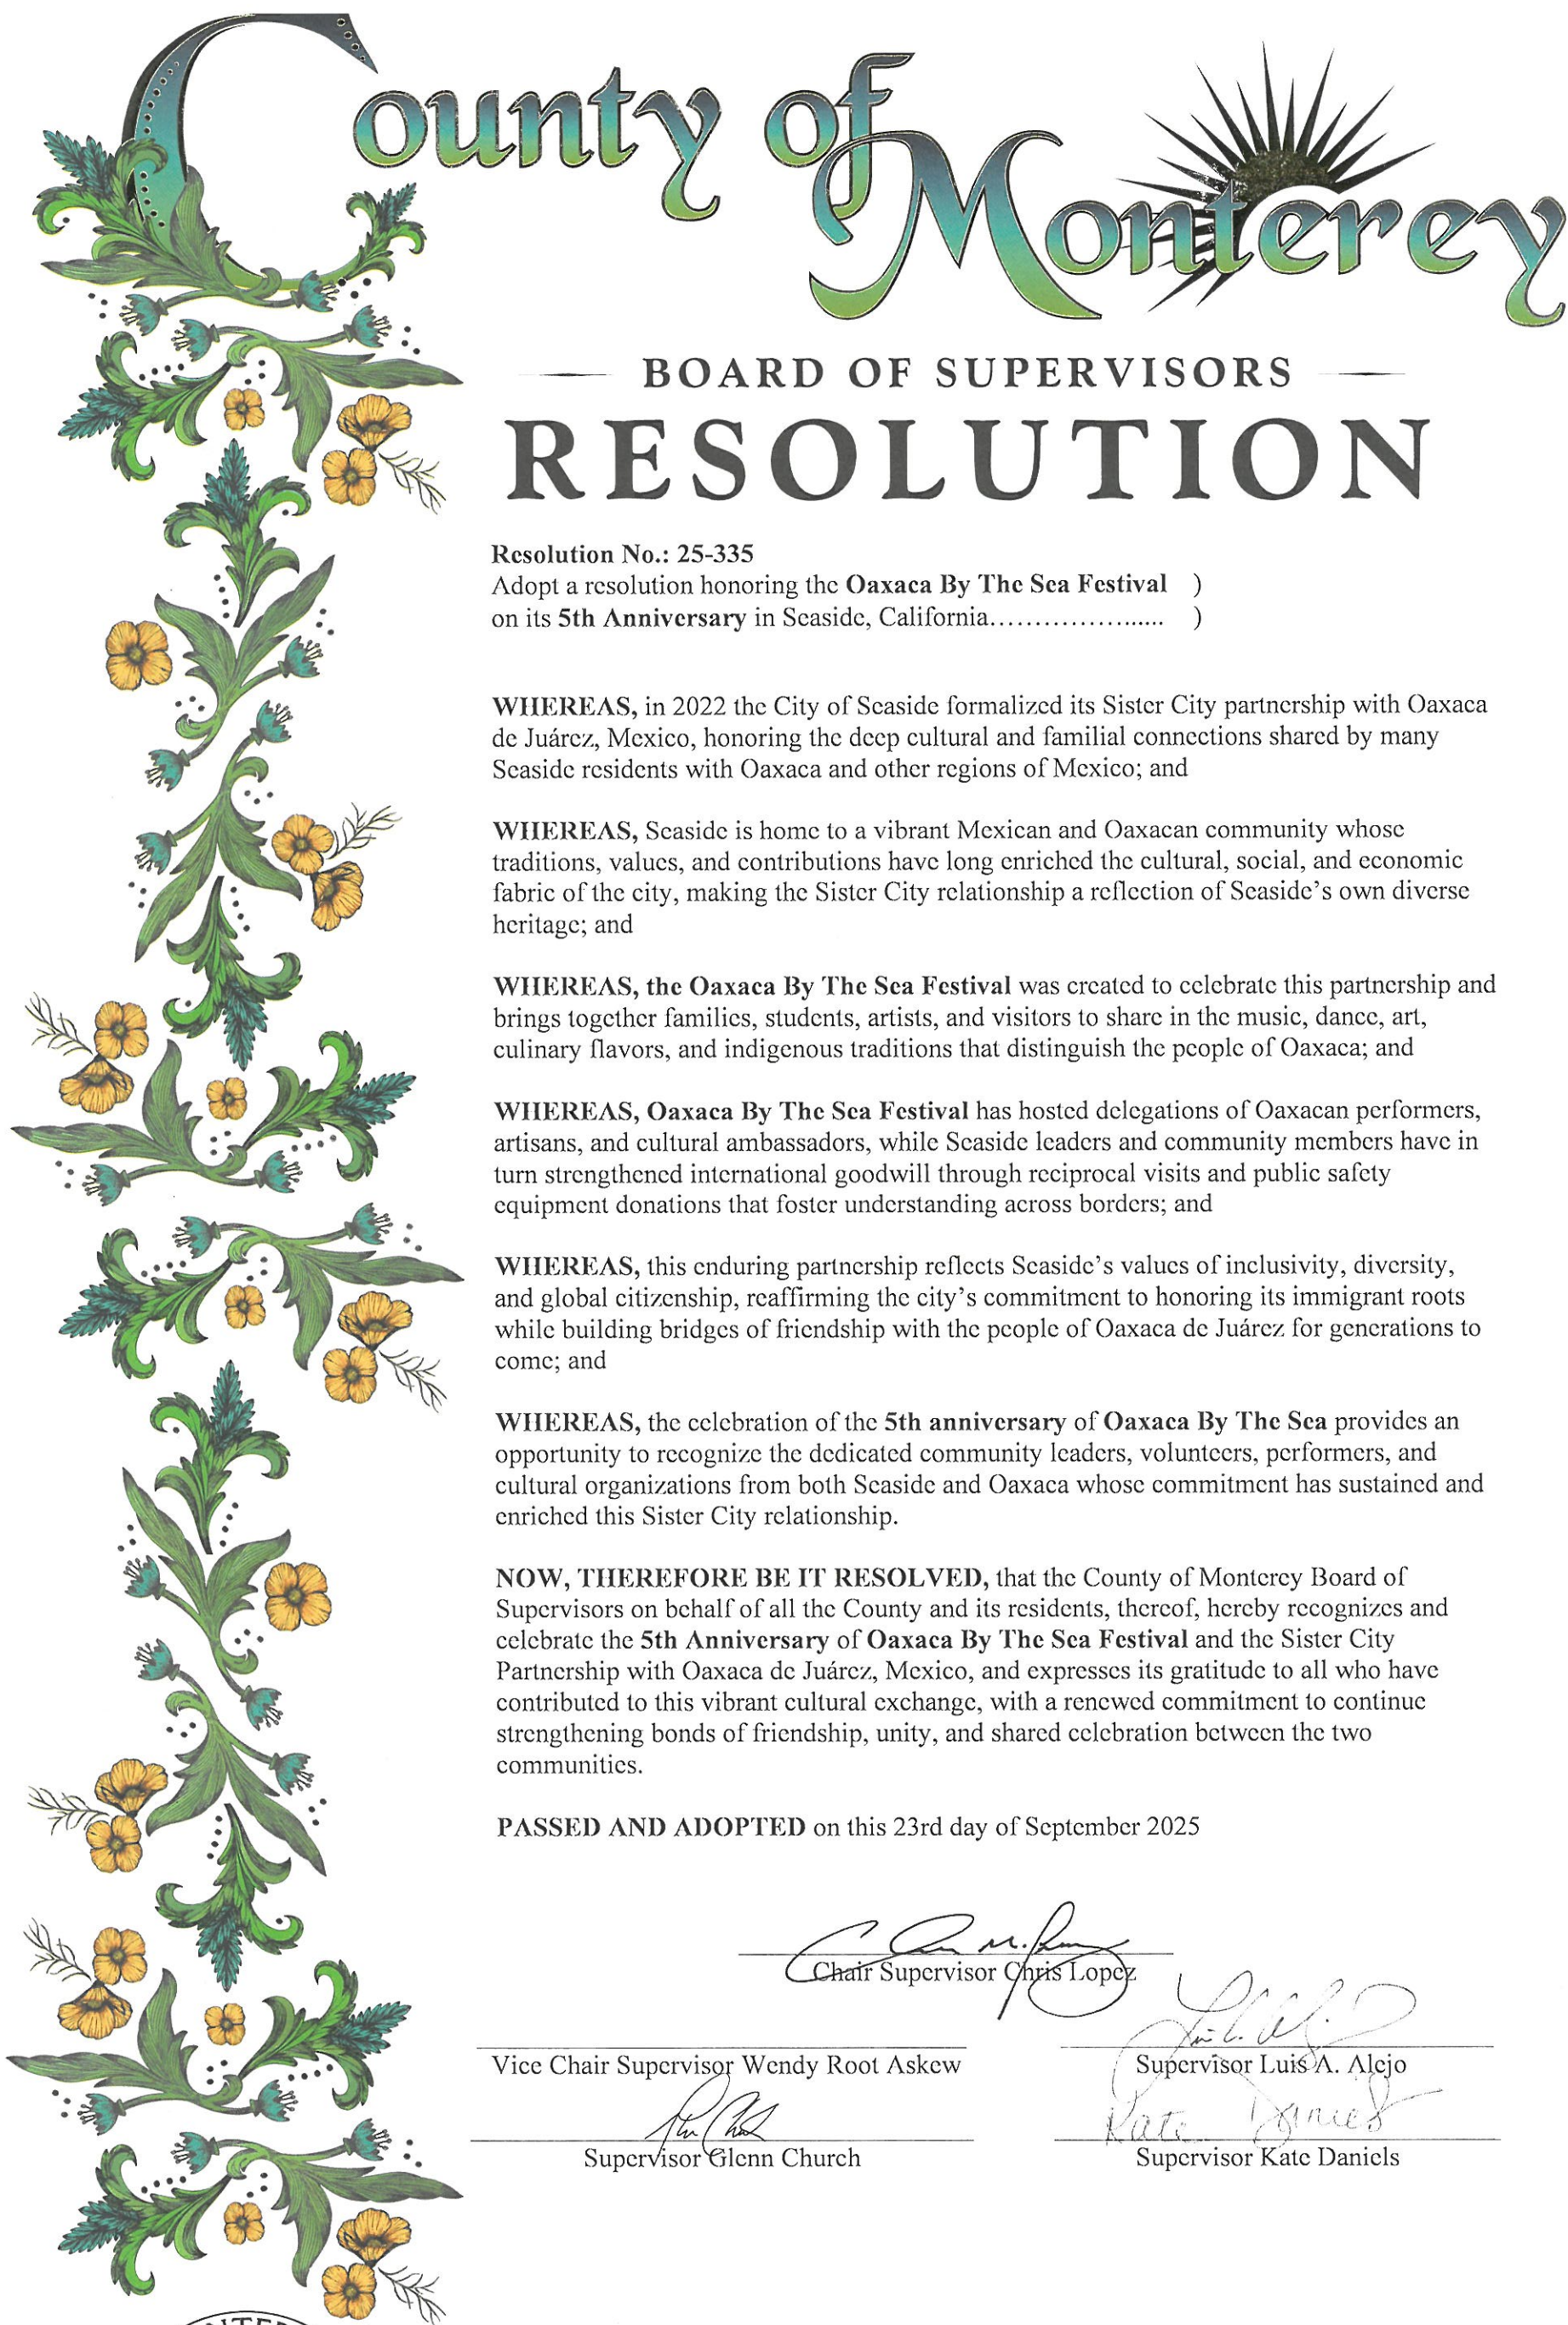 County of Monterey
BOARD OF SUPERVISORS
RESOLUTION
Resolution No.: 25-335
Adopt a resolution honoring the Oaxaca By The Sea Festival )
on its 5th Anniversary in Seaside, California…………….…... )
WHEREAS, in 2022 the City of Seaside formalized its Sister City partnership with Oaxaca
de Juárez, Mexico, honoring the deep cultural and familial connections shared by many
Seaside residents with Oaxaca and other regions of Mexico; and
WHEREAS, Seaside is home to a vibrant Mexican and Oaxacan community whose
traditions, values, and contributions have long enriched the cultural, social, and economic
fabric of the city, making the Sister City relationship a reflection of Seaside’s own diverse
heritage; and
WHEREAS, the Oaxaca By The Sea Festival was created to celebrate this partnership and
brings together families, students, artists, and visitors to share in the music, dance, art,
culinary flavors, and indigenous traditions that distinguish the people of Oaxaca; and
WHEREAS, Oaxaca By The Sea Festival has hosted delegations of Oaxacan performers,
artisans, and cultural ambassadors, while Seaside leaders and community members have in
turn strengthened international goodwill through reciprocal visits and public safety
equipment donations that foster understanding across borders; and
WHEREAS, this enduring partnership reflects Seaside’s values of inclusivity, diversity,
and global citizenship, reaffirming the city’s commitment to honoring its immigrant roots
while building bridges of friendship with the people of Oaxaca de Juárez for generations to
come; and
WHEREAS, the celebration of the 5th anniversary of Oaxaca By The Sea provides an
opportunity to recognize the dedicated community leaders, volunteers, performers, and
cultural organizations from both Seaside and Oaxaca whose commitment has sustained and
enriched this Sister City relationship.
NOW, THEREFORE BE IT RESOLVED, that the County of Monterey Board of
Supervisors on behalf of all the County and its residents, thereof, hereby recognizes and
celebrate the 5th Anniversary of Oaxaca By The Sea Festival and the Sister City
Partnership with Oaxaca de Juárez, Mexico, and expresses its gratitude to all who have
contributed to this vibrant cultural exchange, with a renewed commitment to continue
strengthening bonds of friendship, unity, and shared celebration between the two
communities.
PASSED AND ADOPTED on this 23rd day of September 2025
Chair Supervisor Chris Lopez
Vice Chair Supervisor Wendy Root Askew
Supervisor Luis A. Alejo
Kate Daniels
Supervisor Glenn Church
Supervisor Kate Daniels